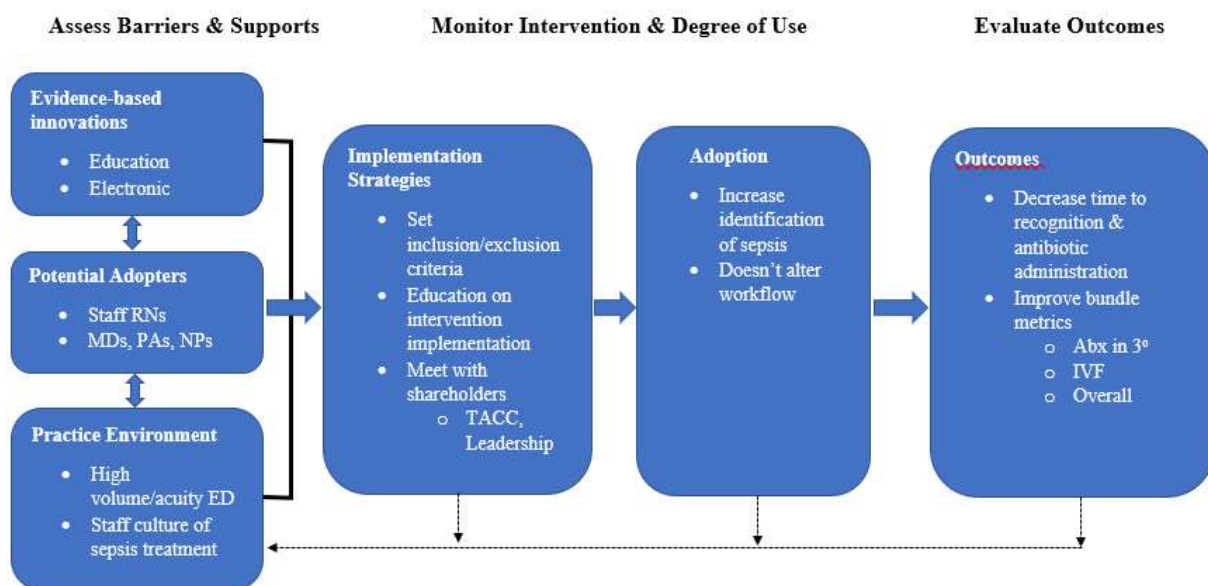 Assess Barriers & Supports
Monitor Intervention & Degree of Use
Evaluate Outcomes
Evidence-based
innovations
• Education
• Electronic
Potential Adopters
• Staff RNs
• MDs, PAs, NPs
Practice Environment
• High
volume/acuity ED
• Staff culture of
sepsis treatment
Implementation
Strategies
• Set
inclusion/exclusion
criteria
• Education on
intervention
implementation
• Meet with
shareholders
o TACC,
Leadership
Adoption
• Increase
identification
of sepsis
• Doesn't alter
workflow
Outcomes
• Decrease time to
recognition &
antibiotic
administration
• Improve bundle
metrics
o Abx in 3º
o IVF
o Overall